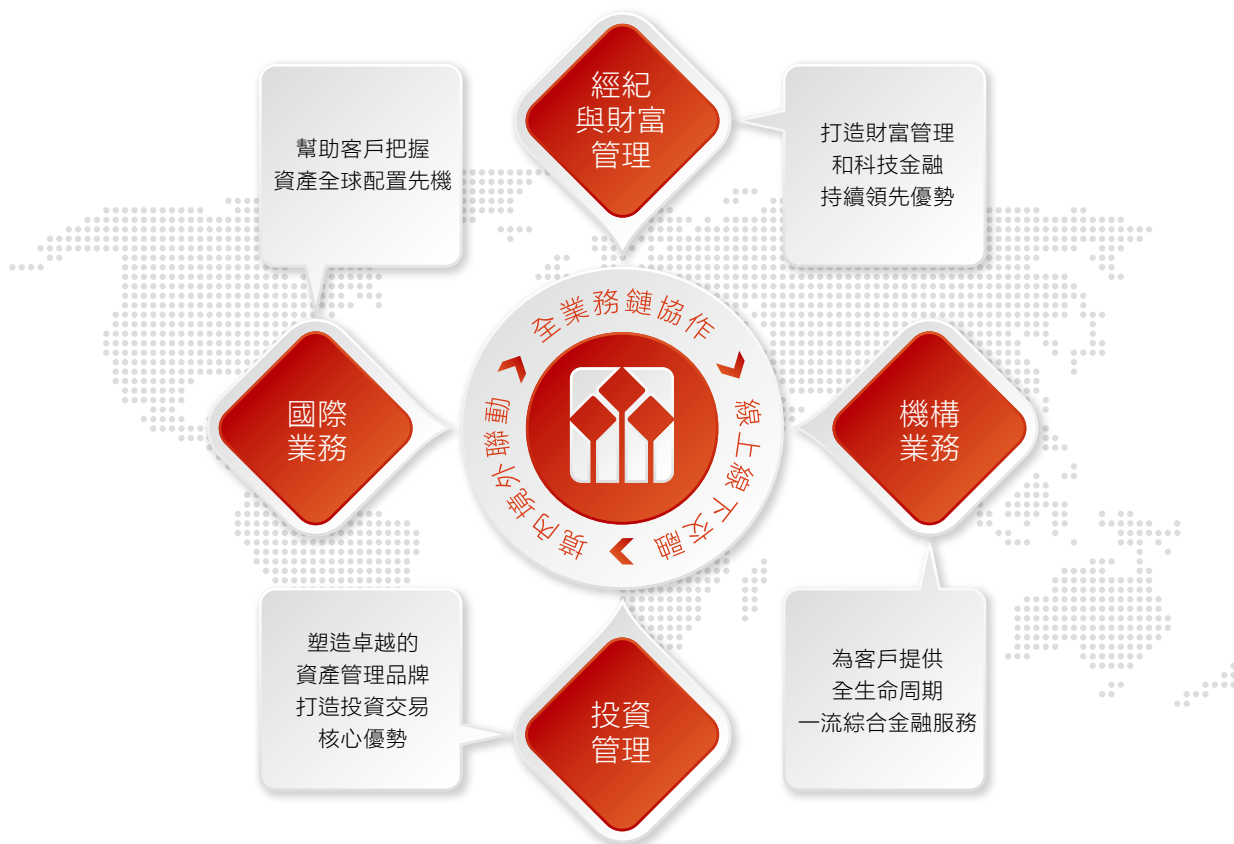 經紀
與財富
管理
幫助客戶把握
資產全球配置先機
打造財富管理
和科技金融
持續領先優勢
全業務鏈協作
線上線下交融
境內境外聯動
國際
業務
機構
業務
塑造卓越的
資產管理品牌
打造投資交易
核心優勢
投資
管理
為客戶提供
全生命周期
一流綜合金融服務